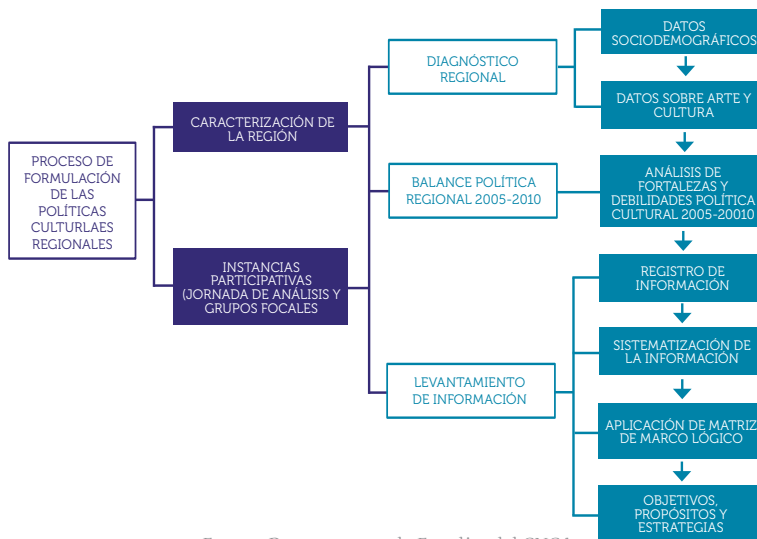 PROCESO DE
FORMULACIÓN
DE LAS
POLÍTICAS
CULTURLAES
REGIONALES
CARACTERIZACIÓN DE
LA REGIÓN
INSTANCIAS
PARTICIPATIVAS
(JORNADA DE ANÁLISIS Y
GRUPOS FOCALES
DIAGNÓSTICO
REGIONAL
BALANCE POLÍTICA
REGIONAL 2005-2010
LEVANTAMIENTO
DE INFORMACIÓN
DATOS
SOCIODEMOGRÁFICOS
DATOS SOBRE ARTE Y
CULTURA
ANÁLISIS DE
FORTALEZAS Y
DEBILIDADES POLÍTICA
CULTURAL 2005-20010
REGISTRO DE
INFORMACIÓN
SISTEMATIZACIÓN DE
LA INFORMACIÓN
APLICACIÓN DE MATRIZ
DE MARCO LÓGICO
OBJETIVOS,
PROPÓSITOS Y
ESTRATEGIAS